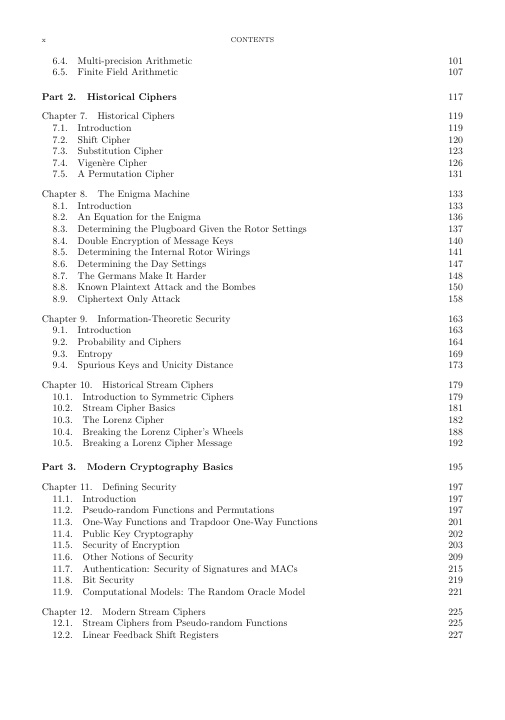 x CONTENTS
6.4. Multi-precision Arithmetic 101
6.5. Finite Field Arithmetic 107
Part 2. Historical Ciphers 117
Chapter 7. Historical Ciphers 119
7.1. Introduction 119
7.2. Shift Cipher 120
7.3. Substitution Cipher 123
7.4. Vigenère Cipher 126
7.5. A Permutation Cipher 131
Chapter 8. The Enigma Machine 133
8.1. Introduction 133
8.2. An Equation for the Enigma 136
8.3. Determining the Plugboard Given the Rotor Settings 137
8.4. Double Encryption of Message Keys 140
8.5. Determining the Internal Rotor Wirings 141
8.6. Determining the Day Settings 147
8.7. The Germans Make It Harder 148
8.8. Known Plaintext Attack and the Bombes 150
8.9. Ciphertext Only Attack 158
Chapter 9. Information-Theoretic Security 163
9.1. Introduction 163
9.2. Probability and Ciphers 164
9.3. Entropy 169
9.4. Spurious Keys and Unicity Distance 173
Chapter 10. Historical Stream Ciphers 179
10.1. Introduction to Symmetric Ciphers 179
10.2. Stream Cipher Basics 181
10.3. The Lorenz Cipher 182
10.4. Breaking the Lorenz Cipher's Wheels 188
10.5. Breaking a Lorenz Cipher Message 192
Part 3. Modern Cryptography Basics 195
Chapter 11. Defining Security 197
11.1. Introduction 197
11.2. Pseudo-random Functions and Permutations 197
11.3. One-Way Functions and Trapdoor One-Way Functions 201
11.4. Public Key Cryptography 202
11.5. Security of Encryption 203
11.6. Other Notions of Security 209
11.7. Authentication: Security of Signatures and MACs 215
11.8. Bit Security 219
11.9. Computational Models: The Random Oracle Model 221
Chapter 12. Modern Stream Ciphers 225
12.1. Stream Ciphers from Pseudo-random Functions 225
12.2. Linear Feedback Shift Registers 227